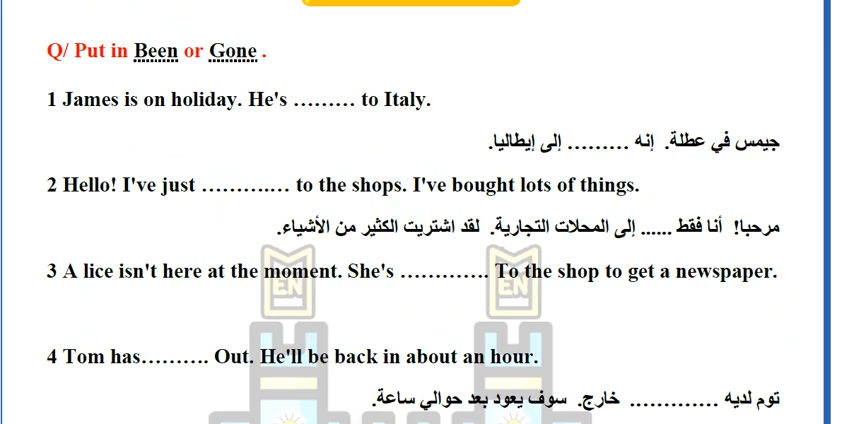 Q/ Put in Been or Gone .
1 James is on holiday. He's ……… to Italy.
جيمس في عطلة. إنه ......... إلى إيطاليا.
2 Hello! I've just ………..… to the shops. I've bought lots of things.
مرحبا! أنا فقط ...... إلى المحلات التجارية. لقد اشتريت الكثير من الأشياء.
3 A lice isn't here at the moment. She's …………. To the shop to get a newspaper.
EN EN
4 Tom has………. Out. He'll be back in about an hour.
توم لديه ............. خارج. سوف يعود بعد حوالي ساعة.